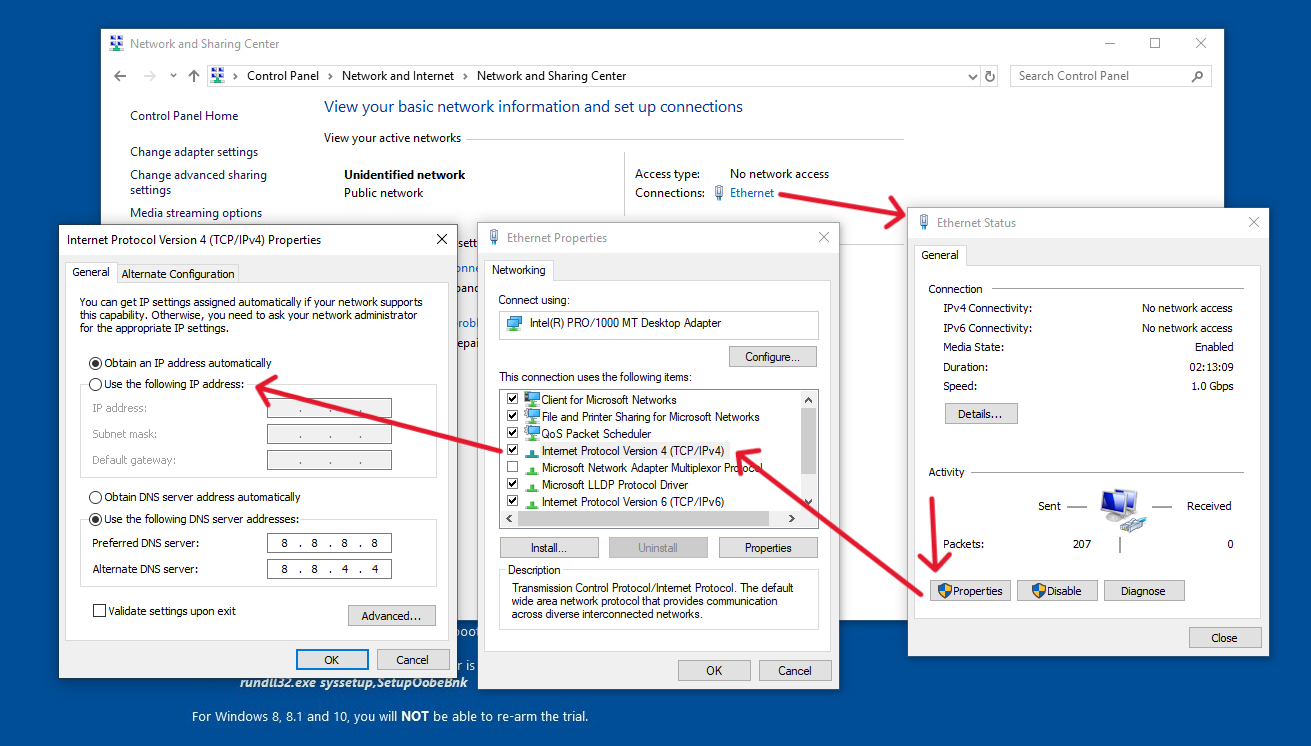 Network and Sharing Center
Control Panel > Network and Internet > Network and Sharing Center
Search Control Panel
Control Panel Home
Change adapter settings
Change advanced sharing
settings
Media streaming options
View your basic network information and set up connections
View your active networks
Unidentified network
Public network
Access type: No network access
Connections: Ethernet
Internet Protocol Version 4 (TCP/IPv4) Properties
General
Alternate Configuration
You can get IP settings assigned automatically if your network supports
this capability. Otherwise, you need to ask your network administrator
for the appropriate IP settings.
Obtain an IP address automatically
Use the following IP address:
IP address: . . .
Subnet mask: . . .
Default gateway: . . .
Obtain DNS server address automatically
Use the following DNS server addresses:
Preferred DNS server: 8 . 8 . 8 . 8
Alternate DNS server: 8 . 8 . 4 . 4
Validate settings upon exit
Advanced...
OK
Cancel
Ethernet Properties
Networking
Connect using:
Intel(R) PRO/1000 MT Desktop Adapter
Configure...
This connection uses the following items:
Client for Microsoft Networks
File and Printer Sharing for Microsoft Networks
QoS Packet Scheduler
Internet Protocol Version 4 (TCP/IPv4)
Microsoft Network Adapter Multiplexor Protocol
Microsoft LLDP Protocol Driver
Internet Protocol Version 6 (TCP/IPv6)
Install...
Uninstall
Properties
Description
Transmission Control Protocol/Internet Protocol. The default
wide area network protocol that provides communication
across diverse interconnected networks.
OK
Cancel
Ethernet Status
General
Connection
IPv4 Connectivity: No network access
IPv6 Connectivity: No network access
Media State: Enabled
Duration: 02:13:09
Speed: 1.0 Gbps
Details...
Activity
Sent
Received
Packets: 207 0
Properties
Disable
Diagnose
Close
r is
rundll32.exe syssetup,SetupOobeBnk
For Windows 8, 8.1 and 10, you will NOT be able to re-arm the trial.